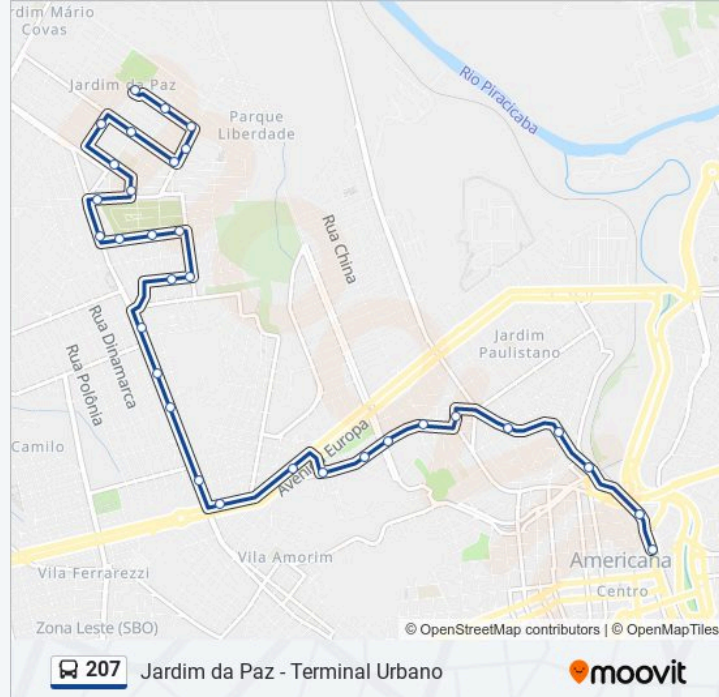 rdim Mário
Covas
Jardim da Paz
Parque
Liberdade
Rio Piracicaba
Rua China
Jardim
Paulistano
Rua Dinamarca
Rua Polônia
Camilo
Avenida Europa
Vila Amorim
Americana
Centro
Vila Ferrarezzi
Zona Leste (SBO)
© OpenStreetMap contributors | © OpenMapTiles
207 Jardim da Paz - Terminal Urbano
moovit